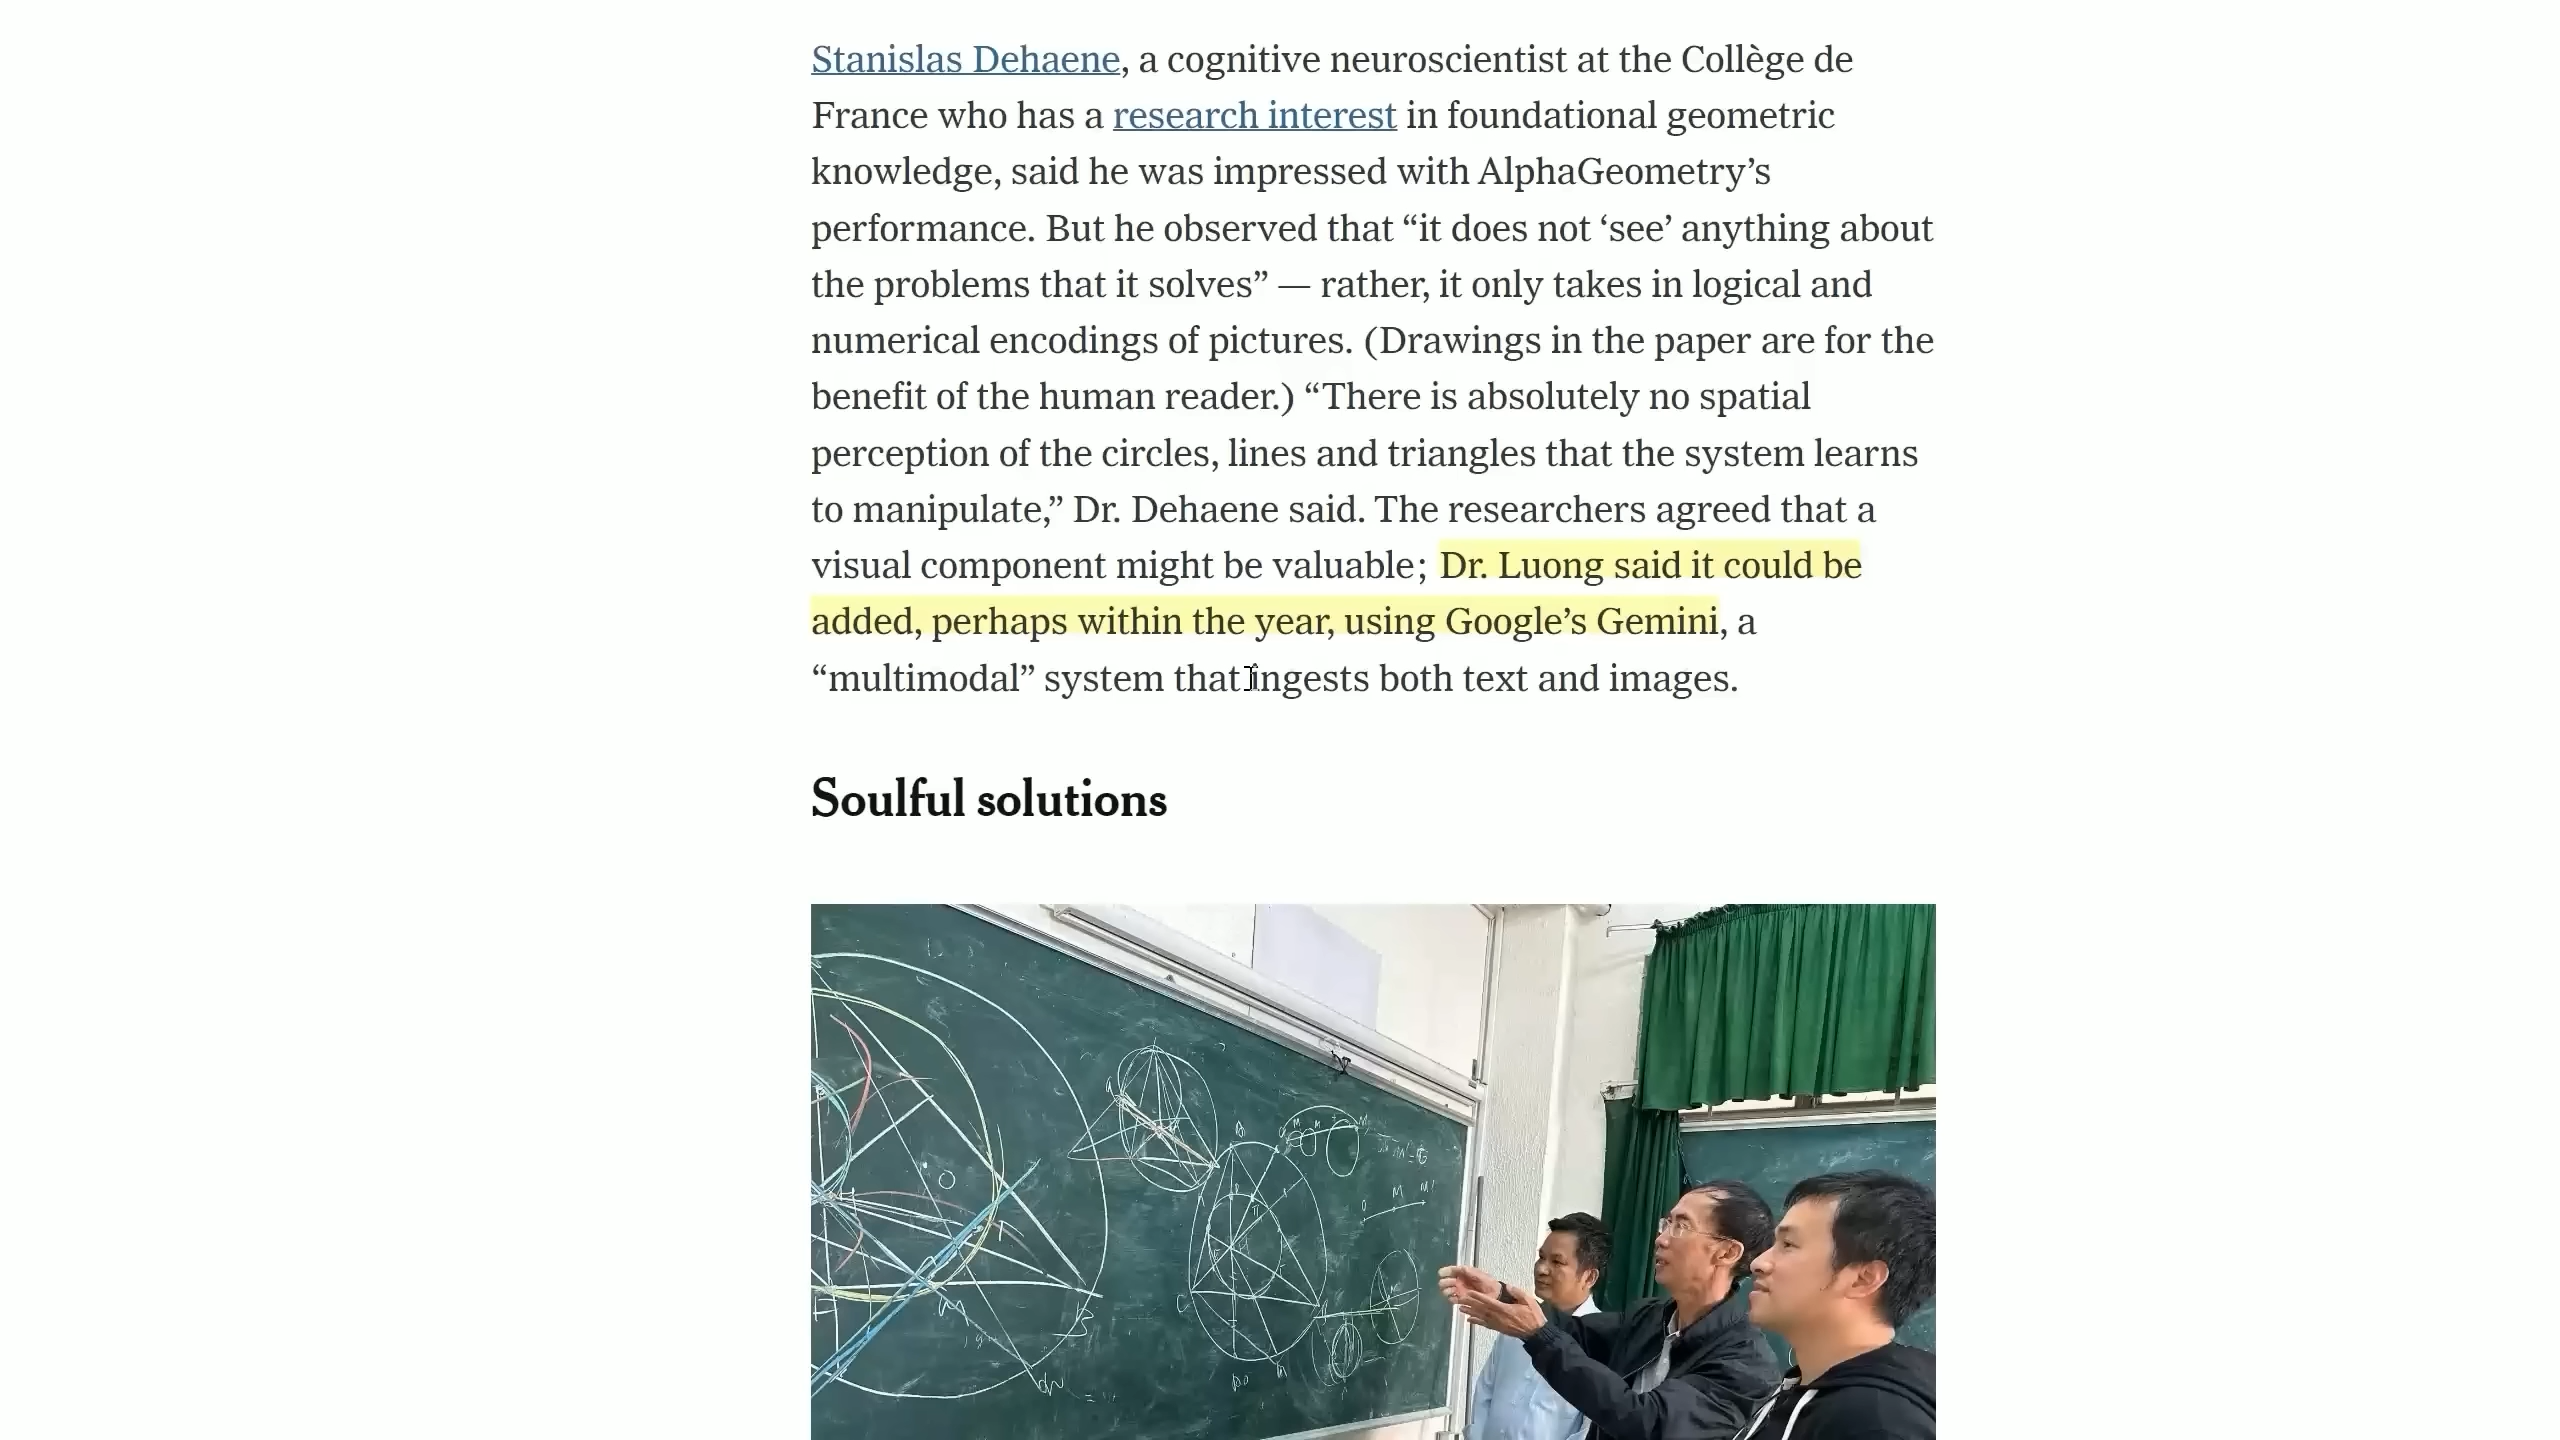 Stanislas Dehaene, a cognitive neuroscientist at the Collège de
France who has a research interest in foundational geometric
knowledge, said he was impressed with AlphaGeometry’s
performance. But he observed that “it does not ‘see’ anything about
the problems that it solves” — rather, it only takes in logical and
numerical encodings of pictures. (Drawings in the paper are for the
benefit of the human reader.) “There is absolutely no spatial
perception of the circles, lines and triangles that the system learns
to manipulate,” Dr. Dehaene said. The researchers agreed that a
visual component might be valuable; Dr. Luong said it could be
added, perhaps within the year, using Google’s Gemini, a
“multimodal” system that ingests both text and images.
Soulful solutions